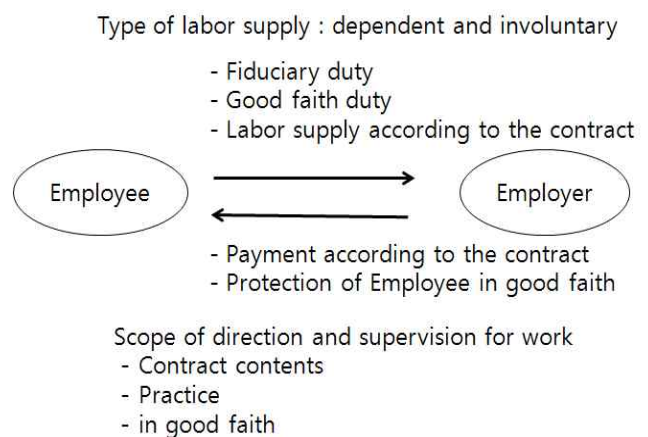 Type of labor supply : dependent and involuntary
- Fiduciary duty
- Good faith duty
- Labor supply according to the contract
Employee
Employer
- Payment according to the contract
- Protection of Employee in good faith
Scope of direction and supervision for work
- Contract contents
- Practice
- in good faith